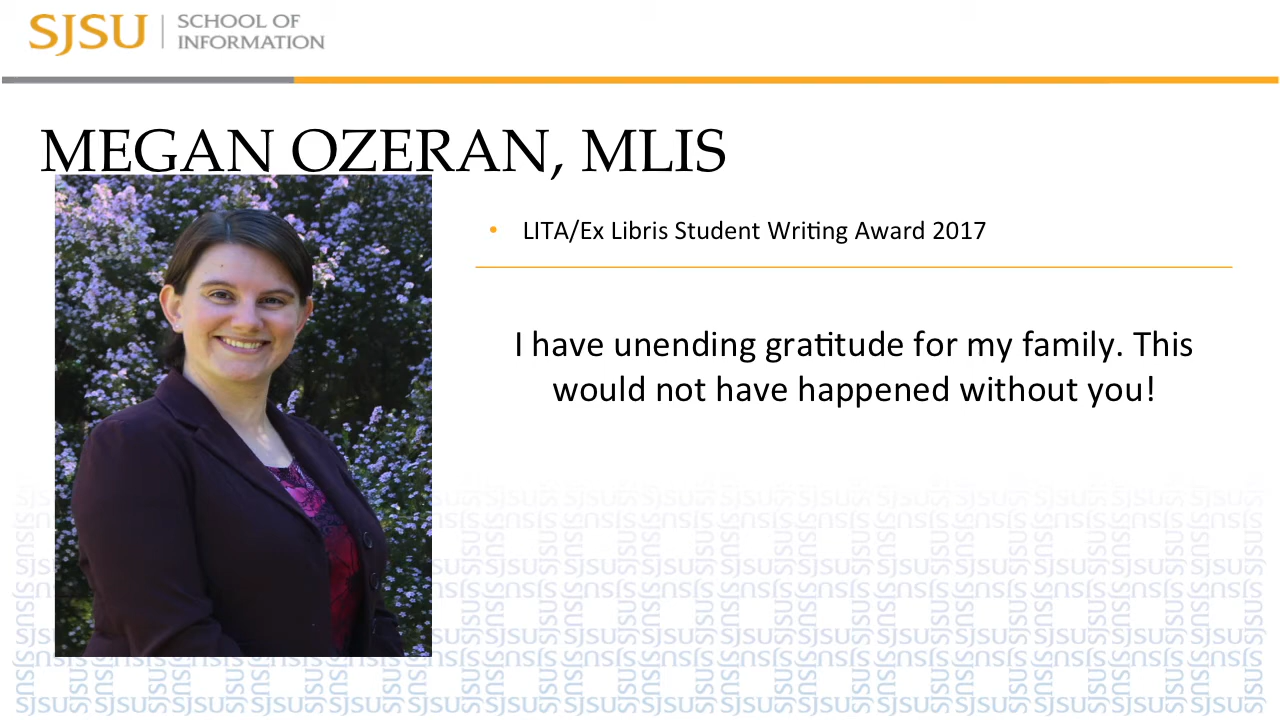 SJSU
SCHOOL OF
INFORMATION
MEGAN OZERAN, MLIS
• LITA/Ex Libris Student Writing Award 2017
I have unending gratitude for my family. This
would not have happened without you!